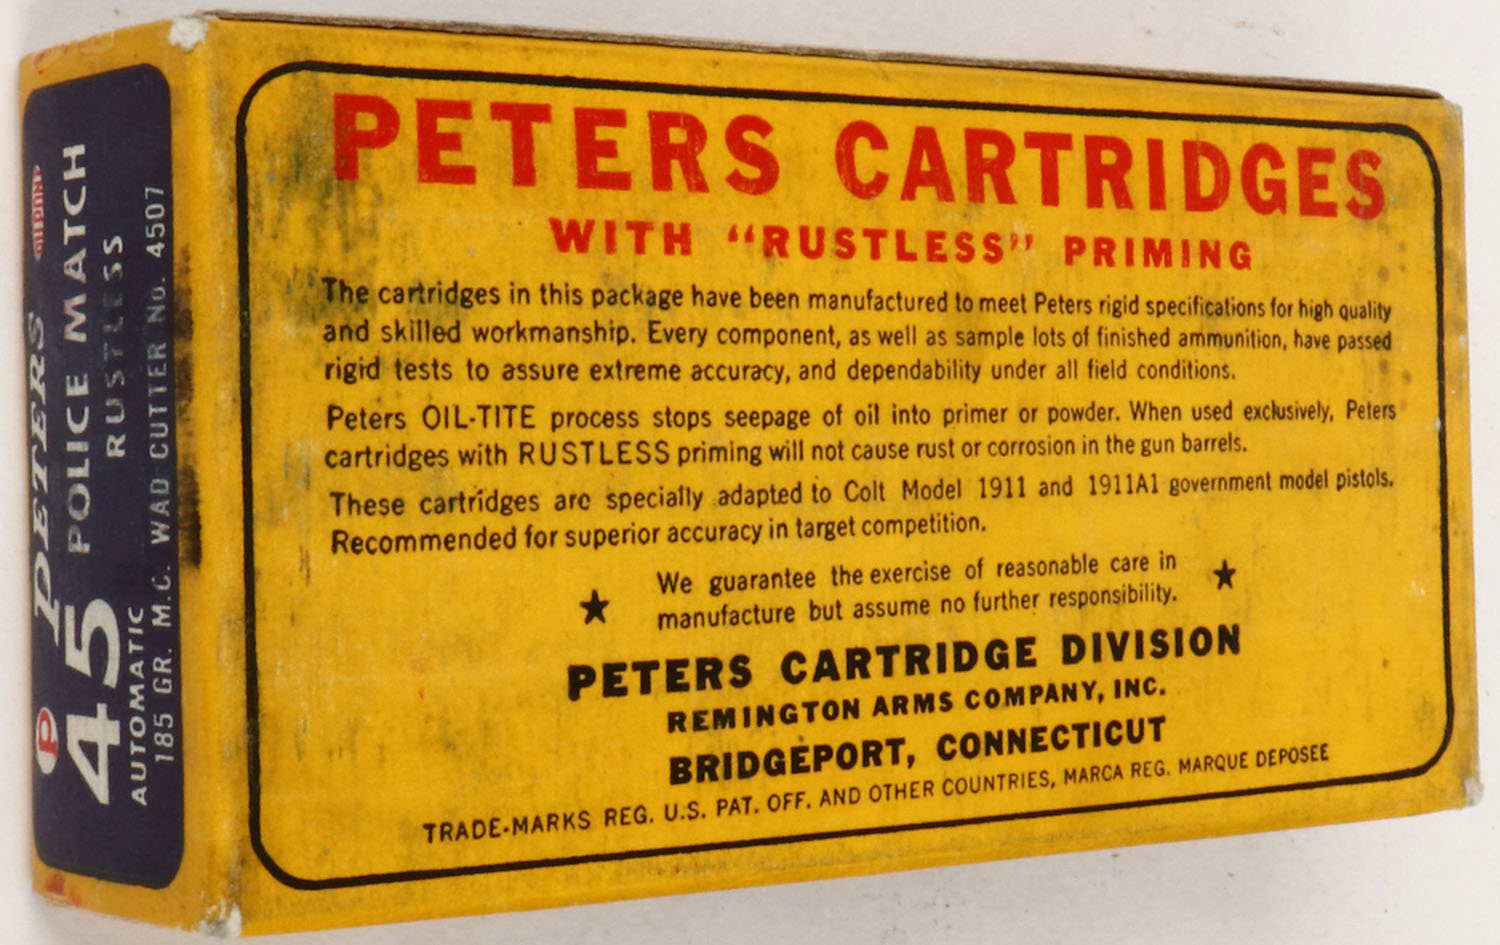 PETERS CARTRIDGES
WITH "RUSTLESS" PRIMING
The cartridges in this package have been manufactured to meet Peters rigid specifications for high quality
and skilled workmanship. Every component, as well as sample lots of finished ammunition, have passed
rigid tests to assure extreme accuracy, and dependability under all field conditions.
Peters OIL-TITE process stops seepage of oil into primer or powder. When used exclusively, Peters
cartridges with RUSTLESS priming will not cause rust or corrosion in the gun barrels.
These cartridges are specially adapted to Colt Model 1911 and 1911A1 government model pistols.
Recommended for superior accuracy in target competition.
★ We guarantee the exercise of reasonable care in ★
manufacture but assume no further responsibility.
PETERS CARTRIDGE DIVISION
REMINGTON ARMS COMPANY, INC.
BRIDGEPORT, CONNECTICUT
TRADE-MARKS REG. U.S. PAT. OFF. AND OTHER COUNTRIES, MARCA REG. MARQUE DEPOSEE
P PETERS DUPONT
45 POLICE MATCH
AUTOMATIC RUSTLESS
185 GR. M.C. WAD CUTTER No. 4507